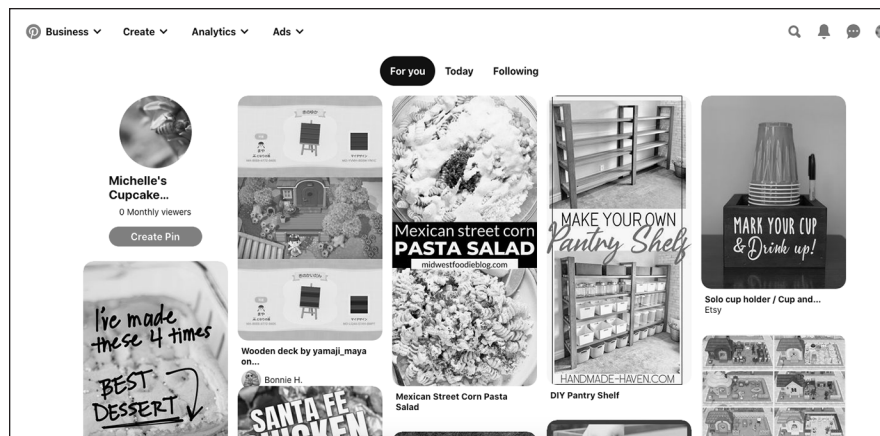 Business
Create
Analytics
Ads
For you
Today
Following
Michelle's
Cupcake...
0 Monthly viewers
Create Pin
I've made
these 4 times
BEST
DESSERT
Wooden deck by yamaji_maya
on...
Bonnie H.
SANTA FE
Mexican street corn
PASTA SALAD
midwestfoodieblog.com
Mexican Street Corn Pasta
Salad
MAKE YOUR OWN
Pantry Shelf
HANDMADE-HAVEN.COM
DIY Pantry Shelf
MARK YOUR CUP
& Drink up!
Solo cup holder / Cup and...
Etsy